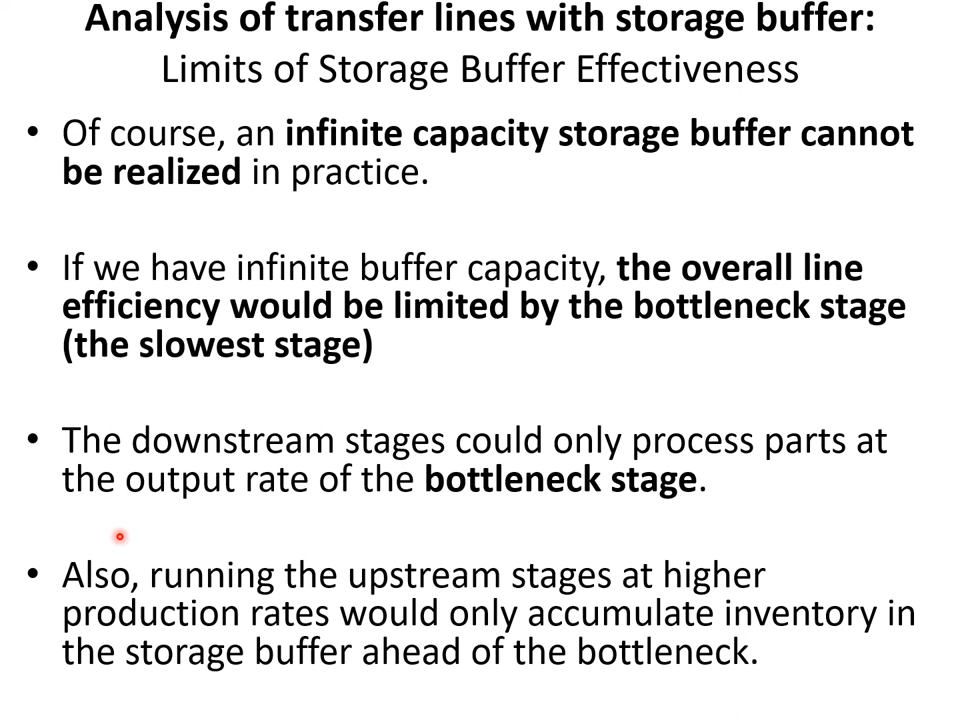 Analysis of transfer lines with storage buffer:
Limits of Storage Buffer Effectiveness
• Of course, an infinite capacity storage buffer cannot
be realized in practice.
• If we have infinite buffer capacity, the overall line
efficiency would be limited by the bottleneck stage
(the slowest stage)
• The downstream stages could only process parts at
the output rate of the bottleneck stage.
• Also, running the upstream stages at higher
production rates would only accumulate inventory in
the storage buffer ahead of the bottleneck.